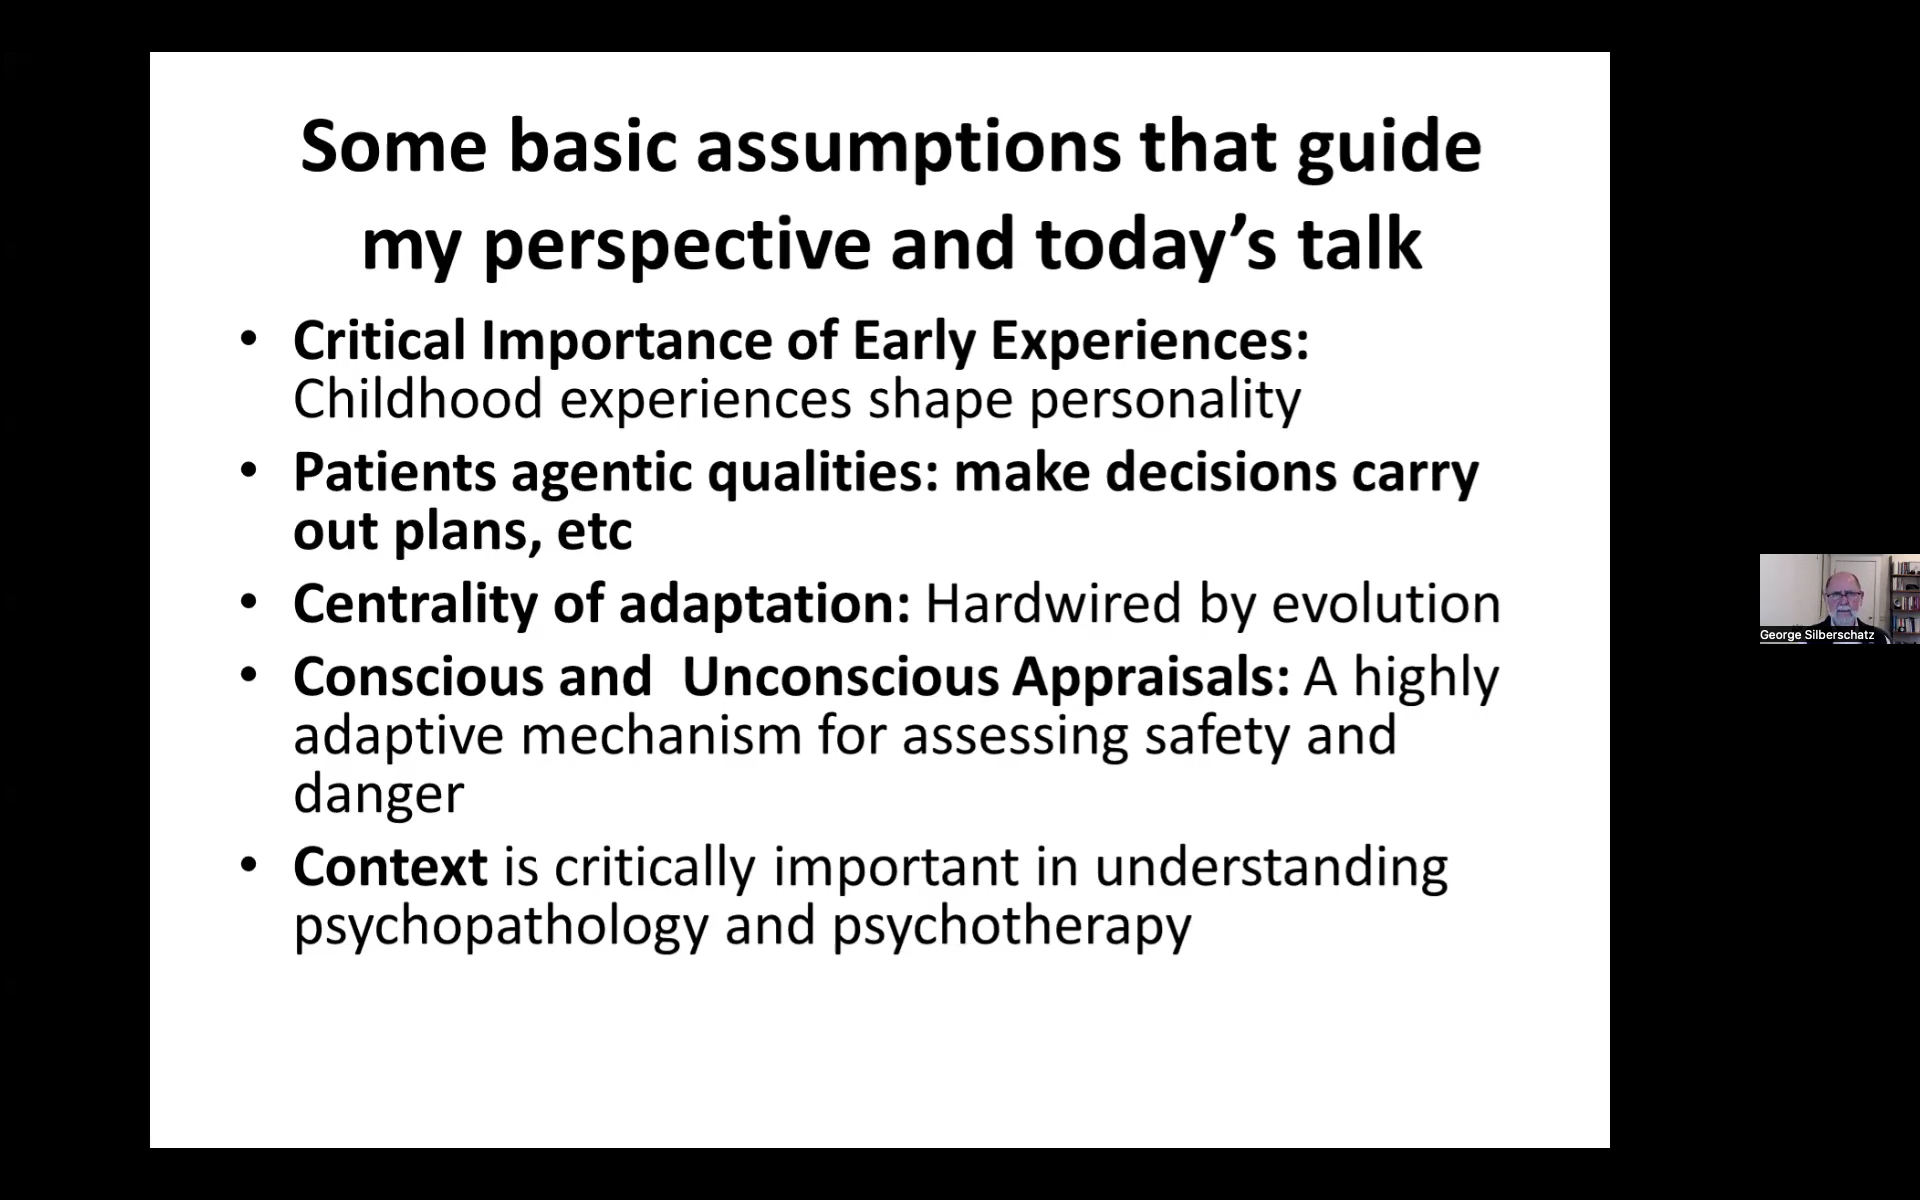 Some basic assumptions that guide
my perspective and today’s talk
• Critical Importance of Early Experiences:
Childhood experiences shape personality
• Patients agentic qualities: make decisions carry
out plans, etc
• Centrality of adaptation: Hardwired by evolution
• Conscious and  Unconscious Appraisals: A highly
adaptive mechanism for assessing safety and
danger
• Context is critically important in understanding
psychopathology and psychotherapy
George Silberschatz